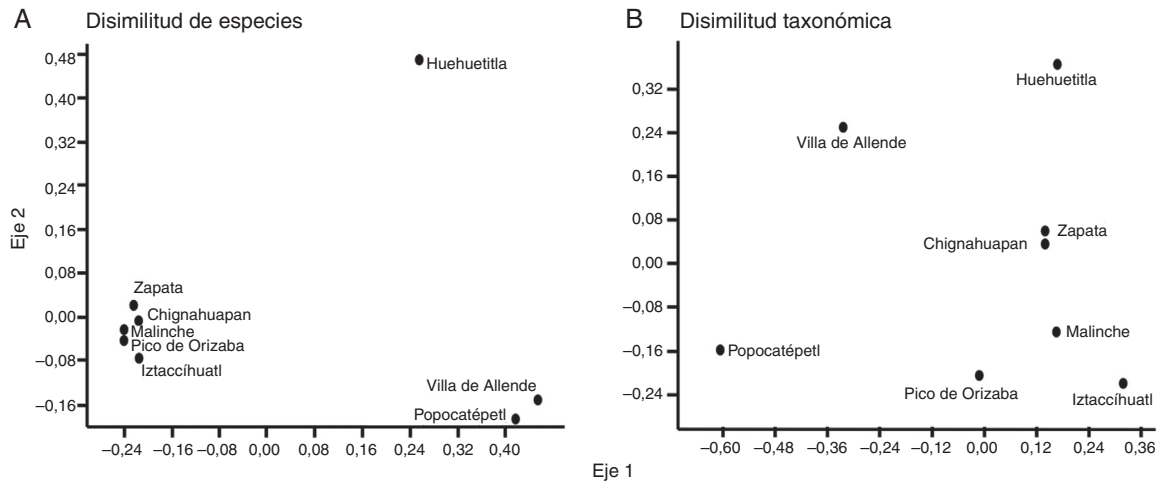 A Disimilitud de especies
Eje 2
0,48
0,40
0,32
0,24
0,16
0,08
0,00
–0,08
–0,16
Huehuetitla
Zapata
Chignahuapan
Malinche
Pico de Orizaba
Iztaccíhuatl
Villa de Allende
Popocatépetl
–0,24 –0,16 –0,08 0,00 0,08 0,16 0,24 0,32 0,40
B Disimilitud taxonómica
0,32
0,24
0,16
0,08
0,00
–0,08
–0,16
–0,24
Huehuetitla
Villa de Allende
Zapata
Chignahuapan
Malinche
Popocatépetl
Pico de Orizaba
Iztaccíhuatl
–0,60 –0,48 –0,36 –0,24 –0,12 0,00 0,12 0,24 0,36
Eje 1